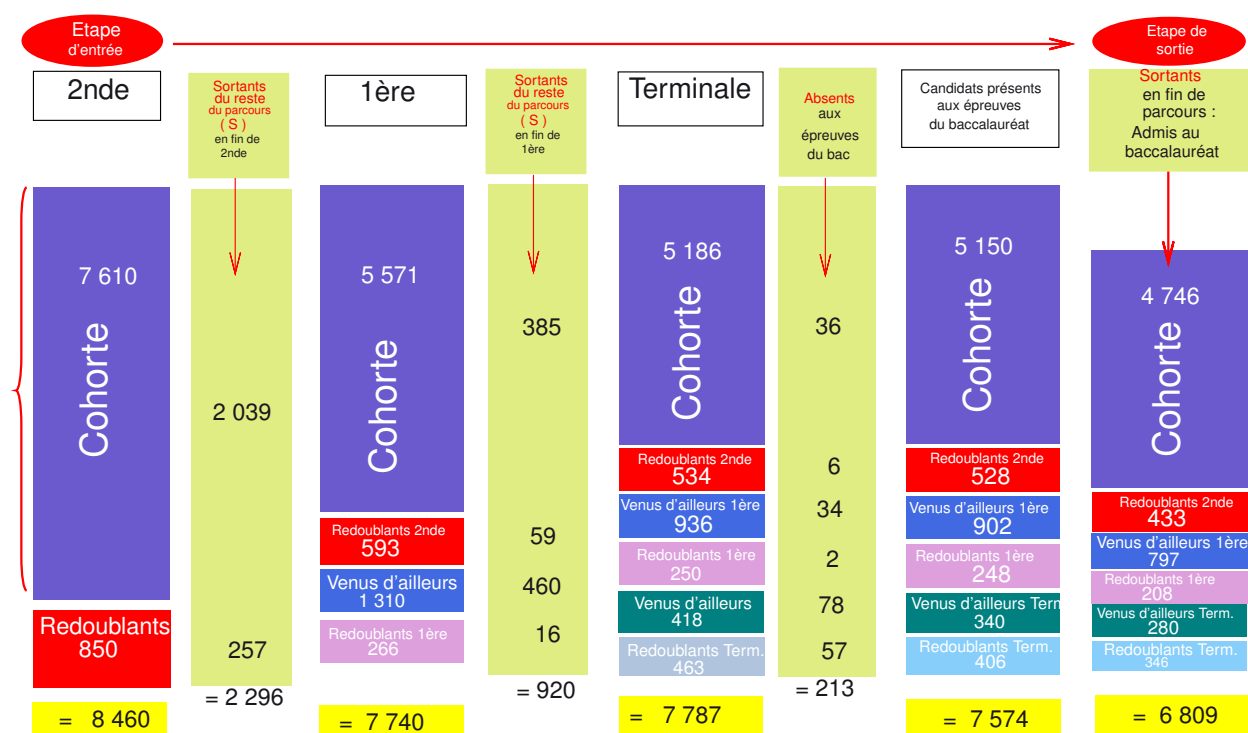 Etape
d'entrée
Etape de
sortie
2nde
Sortants
du reste
du parcours
( S )
en fin de
2nde
1ère
Sortants
du reste
du parcours
( S )
en fin de
1ère
Terminale
Absents
aux
épreuves
du bac
Candidats présents
aux épreuves
du baccalauréat
Sortants
en fin de
parcours :
Admis au
baccalauréat
7 610
Cohorte
Redoublants
850
= 8 460
2 039
257
= 2 296
5 571
Cohorte
Redoublants 2nde
593
Venus d'ailleurs
1 310
Redoublants 1ère
266
= 7 740
385
59
460
16
= 920
5 186
Cohorte
Redoublants 2nde
534
Venus d'ailleurs 1ère
936
Redoublants 1ère
250
Venus d'ailleurs
418
Redoublants Term.
463
= 7 787
36
6
34
2
78
57
= 213
5 150
Cohorte
Redoublants 2nde
528
Venus d'ailleurs 1ère
902
Redoublants 1ère
248
Venus d'ailleurs Term
340
Redoublants Term.
406
= 7 574
4 746
Cohorte
Redoublants 2nde
433
Venus d'ailleurs 1ère
797
Redoublants 1ère
208
Venus d'ailleurs Term.
280
Redoublants Term.
346
= 6 809